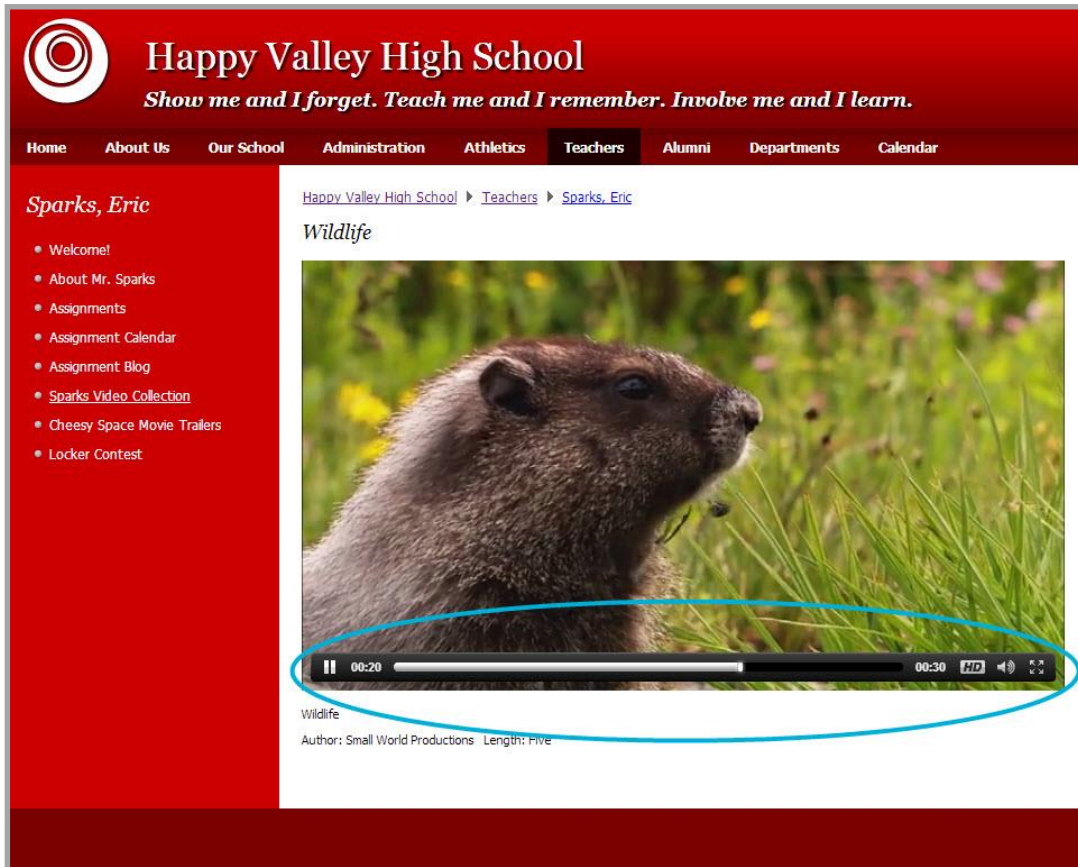 Happy Valley High School
Show me and I forget. Teach me and I remember. Involve me and I learn.
Home About Us Our School Administration Athletics Teachers Alumni Departments Calendar
Sparks, Eric
Welcome!
About Mr. Sparks
Assignments
Assignment Calendar
Assignment Blog
Sparks Video Collection
Cheesy Space Movie Trailers
Locker Contest
Happy Valley High School Teachers Sparks, Eric
Wildlife
00:20 00:30 HD
Wildlife
Author: Small World Productions Length: Five